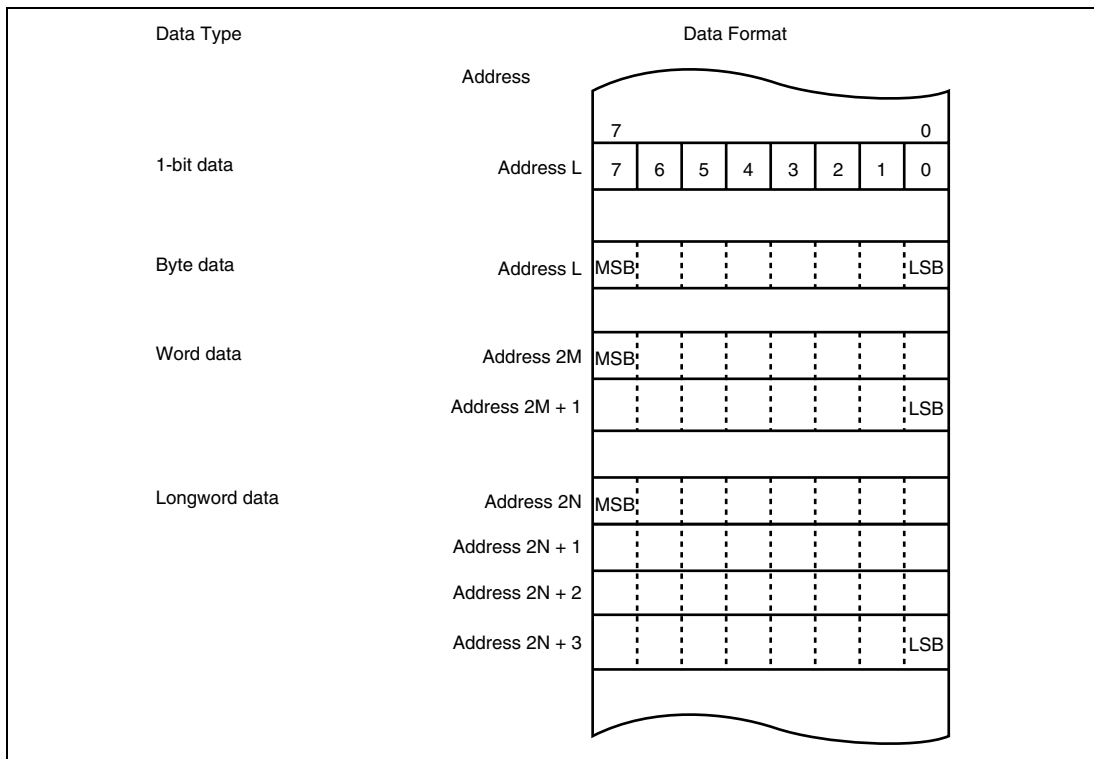 Data Type Data Format
Address
7 0
1-bit data Address L 7 6 5 4 3 2 1 0
Byte data Address L MSB LSB
Word data Address 2M MSB
Address 2M + 1 LSB
Longword data Address 2N MSB
Address 2N + 1
Address 2N + 2
Address 2N + 3 LSB